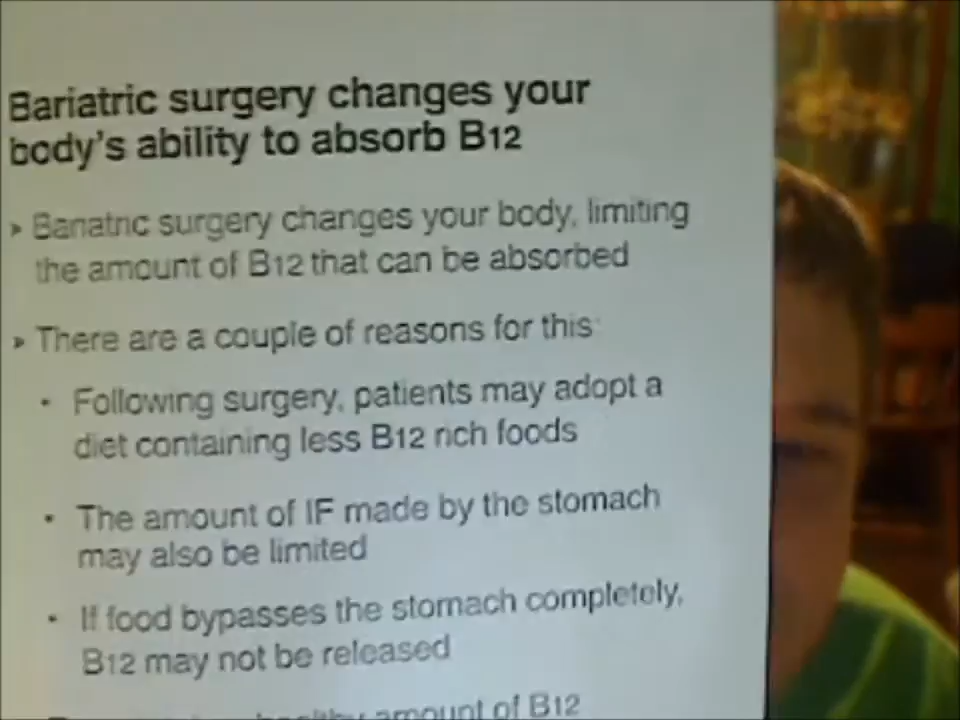 Bariatric surgery changes your
body's ability to absorb B12
› Bariatric surgery changes your body, limiting
the amount of B12 that can be absorbed
› There are a couple of reasons for this:
• Following surgery, patients may adopt a
diet containing less B12 rich foods
• The amount of IF made by the stomach
may also be limited
• If food bypasses the stomach completely,
B12 may not be released
healthy amount of B12